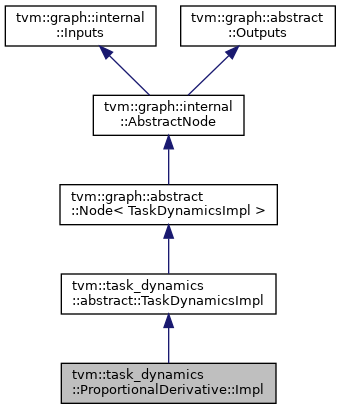 tvm::graph::internal
::Inputs
tvm::graph::abstract
::Outputs
tvm::graph::internal
::AbstractNode
tvm::graph::abstract
::Node< TaskDynamicsImpl >
tvm::task_dynamics
::abstract::TaskDynamicsImpl
tvm::task_dynamics
::ProportionalDerivative::Impl